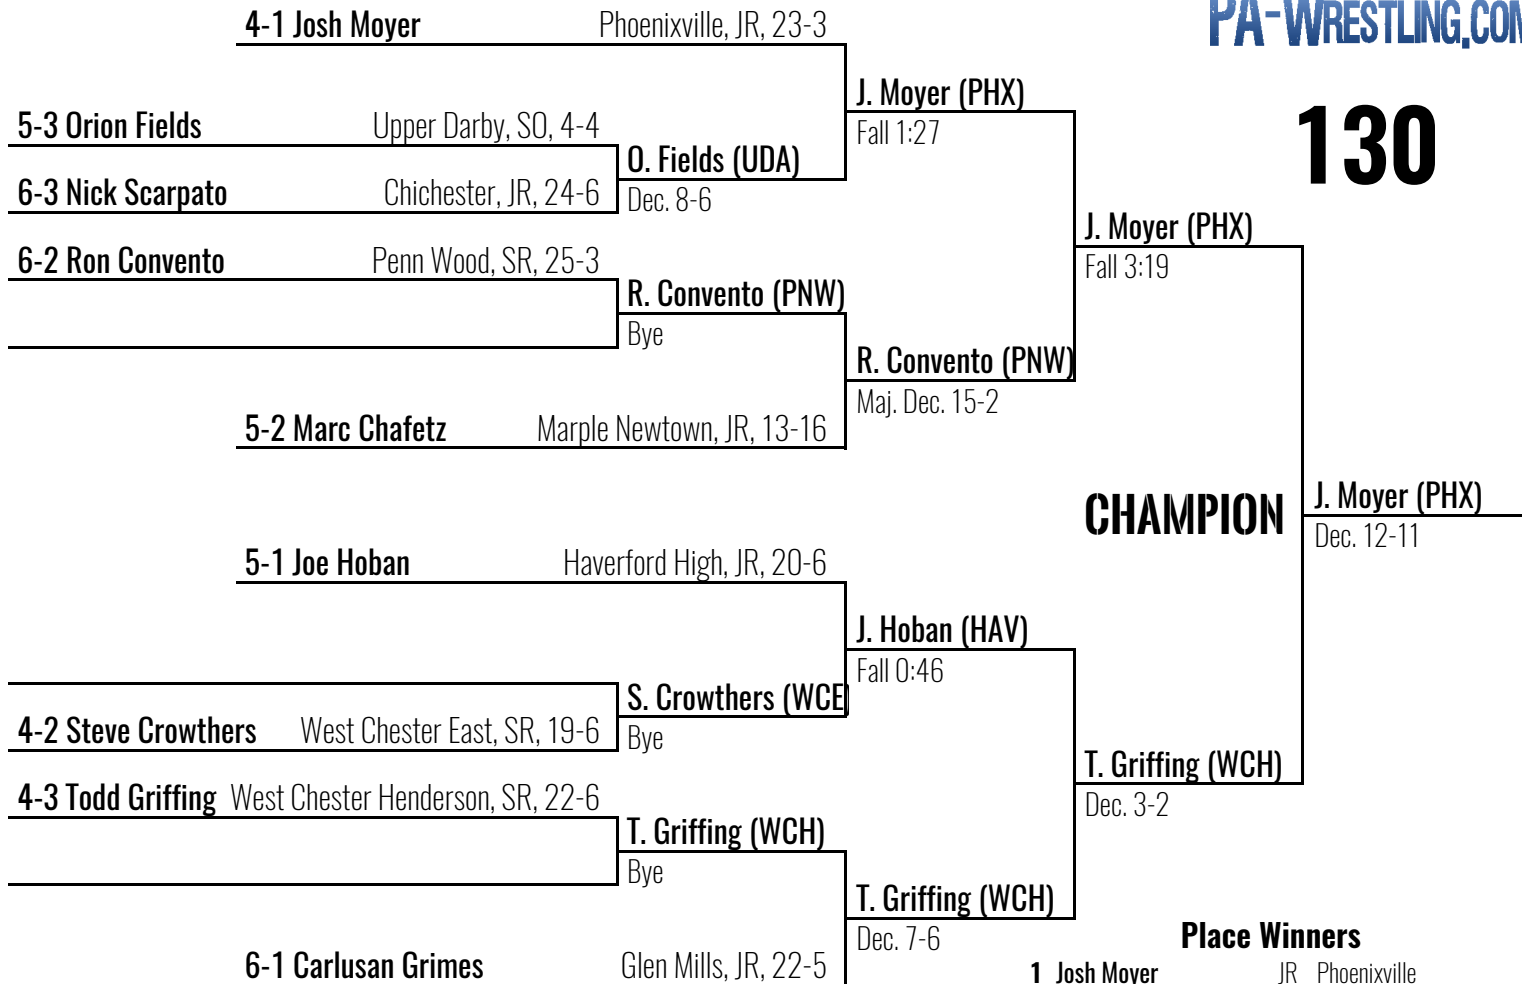 4-1 Josh Moyer Phoenixville, JR, 23-3
PA-WRESTLING.COM
J. Moyer (PHX)
Fall 1:27
130
5-3 Orion Fields Upper Darby, SO, 4-4
O. Fields (UDA)
Dec. 8-6
6-3 Nick Scarpato Chichester, JR, 24-6
J. Moyer (PHX)
Fall 3:19
6-2 Ron Convento Penn Wood, SR, 25-3
R. Convento (PNW)
Bye
R. Convento (PNW)
Maj. Dec. 15-2
5-2 Marc Chafetz Marple Newtown, JR, 13-16
CHAMPION
J. Moyer (PHX)
Dec. 12-11
5-1 Joe Hoban Haverford High, JR, 20-6
J. Hoban (HAV)
Fall 0:46
S. Crowthers (WCE)
Bye
4-2 Steve Crowthers West Chester East, SR, 19-6
T. Griffing (WCH)
Dec. 3-2
4-3 Todd Griffing West Chester Henderson, SR, 22-6
T. Griffing (WCH)
Bye
T. Griffing (WCH)
Dec. 7-6
6-1 Carlusan Grimes Glen Mills, JR, 22-5
Place Winners
1 Josh Moyer JR Phoenixville